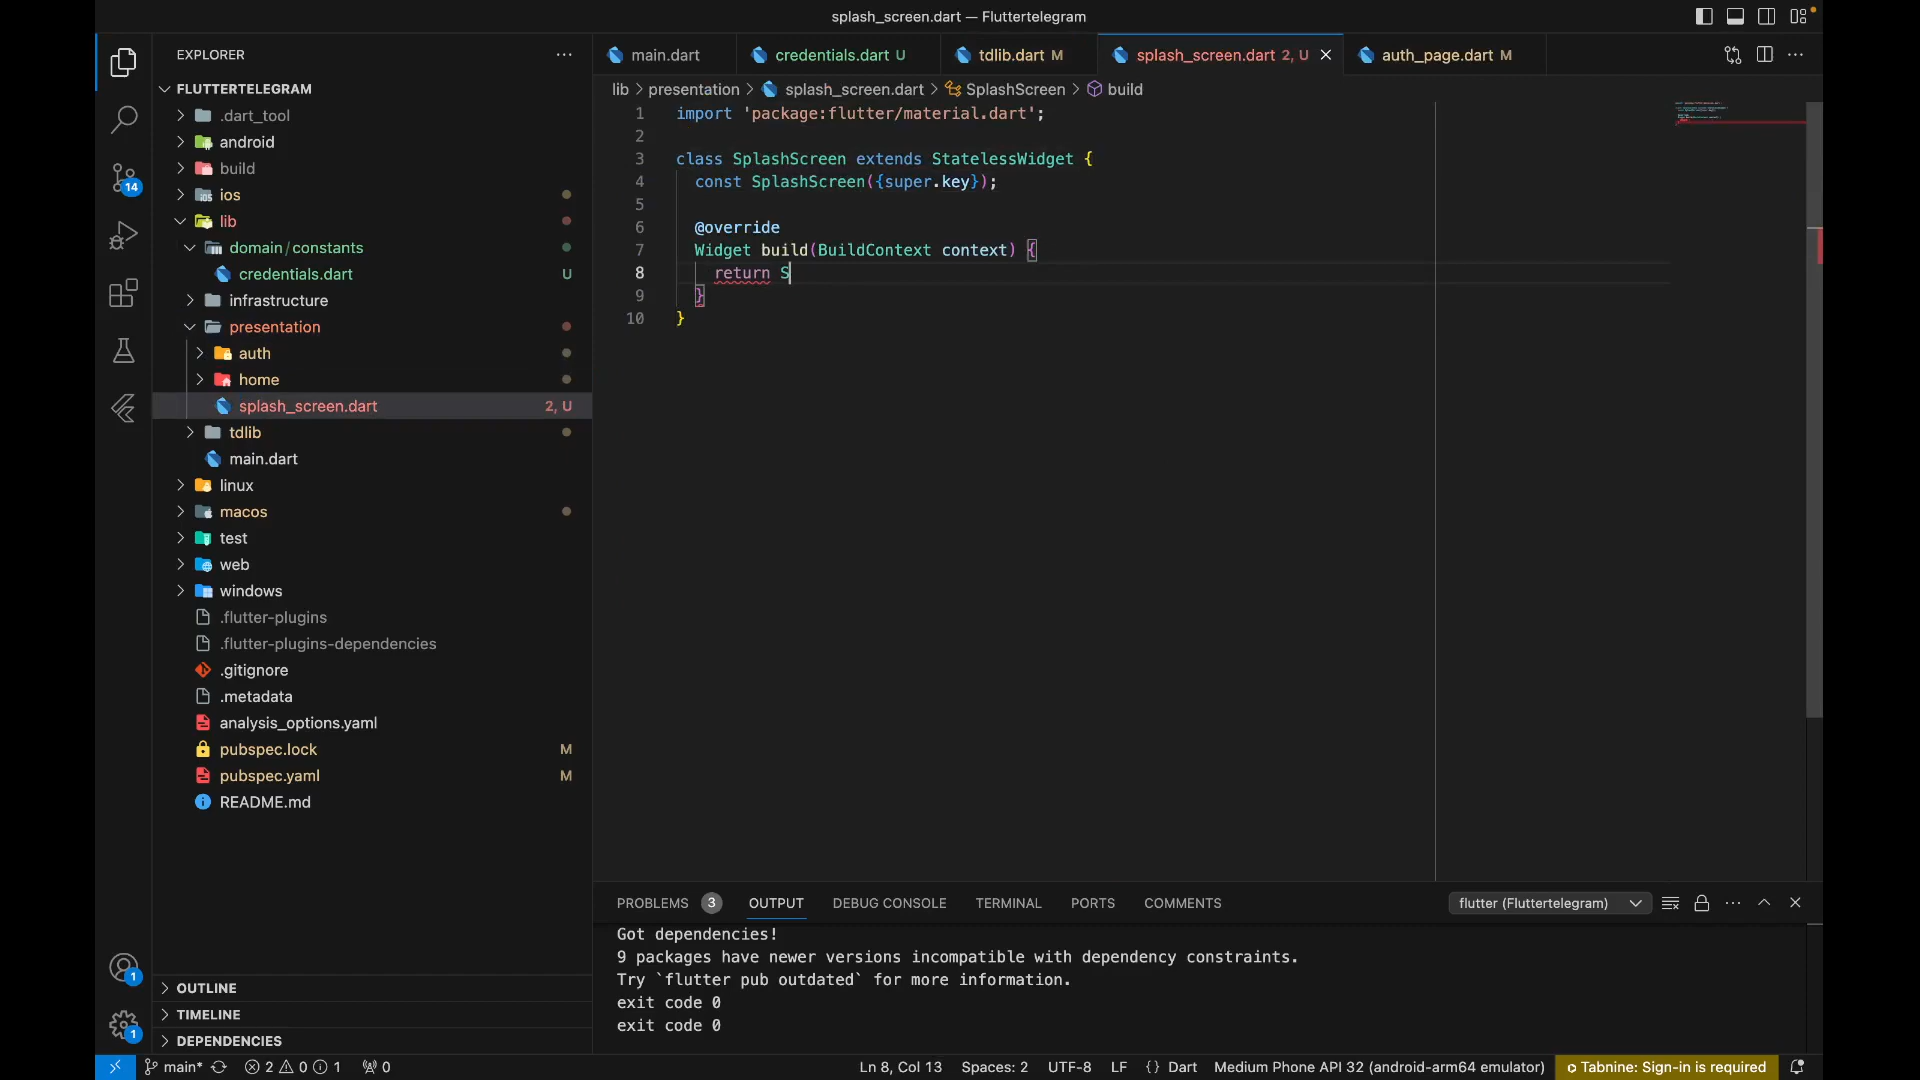 splash_screen.dart — Fluttertelegram
EXPLORER
FLUTTERTELEGRAM
.dart_tool
android
build
ios
lib
domain/constants
credentials.dart U
infrastructure
presentation
auth
home
splash_screen.dart 2, U
tdlib
main.dart
linux
macos
test
web
windows
.flutter-plugins
.flutter-plugins-dependencies
.gitignore
.metadata
analysis_options.yaml
pubspec.lock M
pubspec.yaml M
README.md
OUTLINE
TIMELINE
DEPENDENCIES
14
1
1
main.dart credentials.dart U tdlib.dart M splash_screen.dart 2, U auth_page.dart M
lib > presentation > splash_screen.dart > SplashScreen > build
1 import 'package:flutter/material.dart';
2
3 class SplashScreen extends StatelessWidget {
4 const SplashScreen({super.key});
5
6 @override
7 Widget build(BuildContext context) {
8 return S
9 }
10 }
PROBLEMS 3 OUTPUT DEBUG CONSOLE TERMINAL PORTS COMMENTS flutter (Fluttertelegram)
Got dependencies!
9 packages have newer versions incompatible with dependency constraints.
Try `flutter pub outdated` for more information.
exit code 0
exit code 0
main* 2 0 1 0 Ln 8, Col 13 Spaces: 2 UTF-8 LF {} Dart Medium Phone API 32 (android-arm64 emulator) Tabnine: Sign-in is required